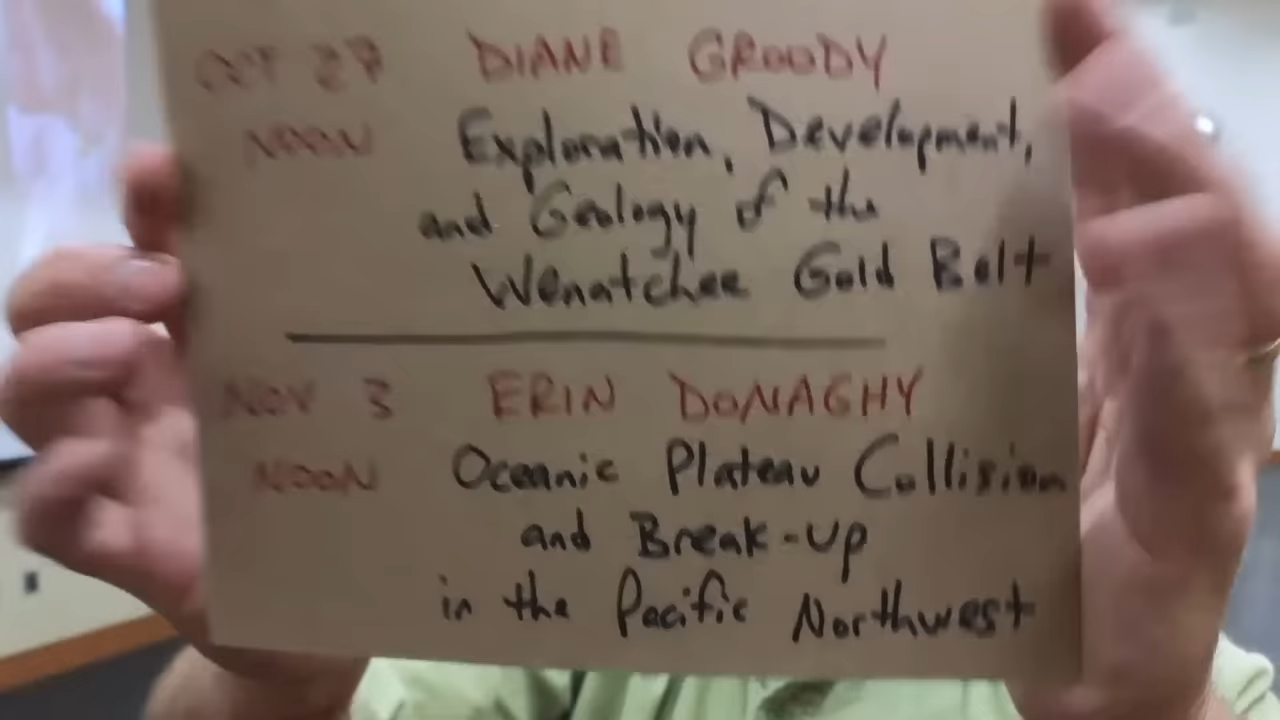 OCT 27 DIANE GROODY
NOON Exploration, Development,
and Geology of the
Wenatchee Gold Belt
NOV 3 ERIN DONAGHY
NOON Oceanic Plateau Collision
and Break-up
in the Pacific Northwest